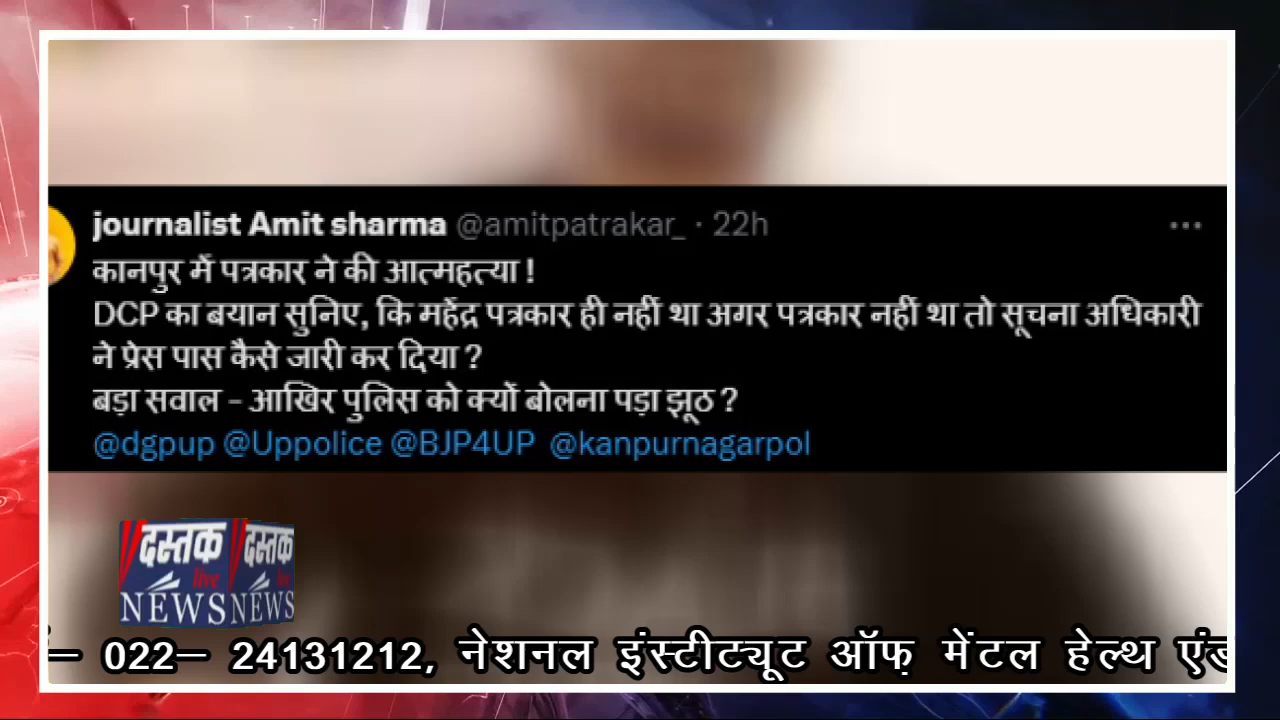 journalist Amit sharma @amitpatrakar_ · 22h
कानपुर में पत्रकार ने की आत्महत्या !
DCP का बयान सुनिए, कि महेंद्र पत्रकार ही नहीं था अगर पत्रकार नहीं था तो सूचना अधिकारी
ने प्रेस पास कैसे जारी कर दिया ?
बड़ा सवाल - आखिर पुलिस को क्यों बोलना पड़ा झूठ ?
@dgpup @Uppolice @BJP4UP @kanpurnagarpol
दस्तक दस्तक
live live
NEWS NEWS
– 022– 24131212, नेशनल इंस्टीट्यूट ऑफ़ मेंटल हेल्थ